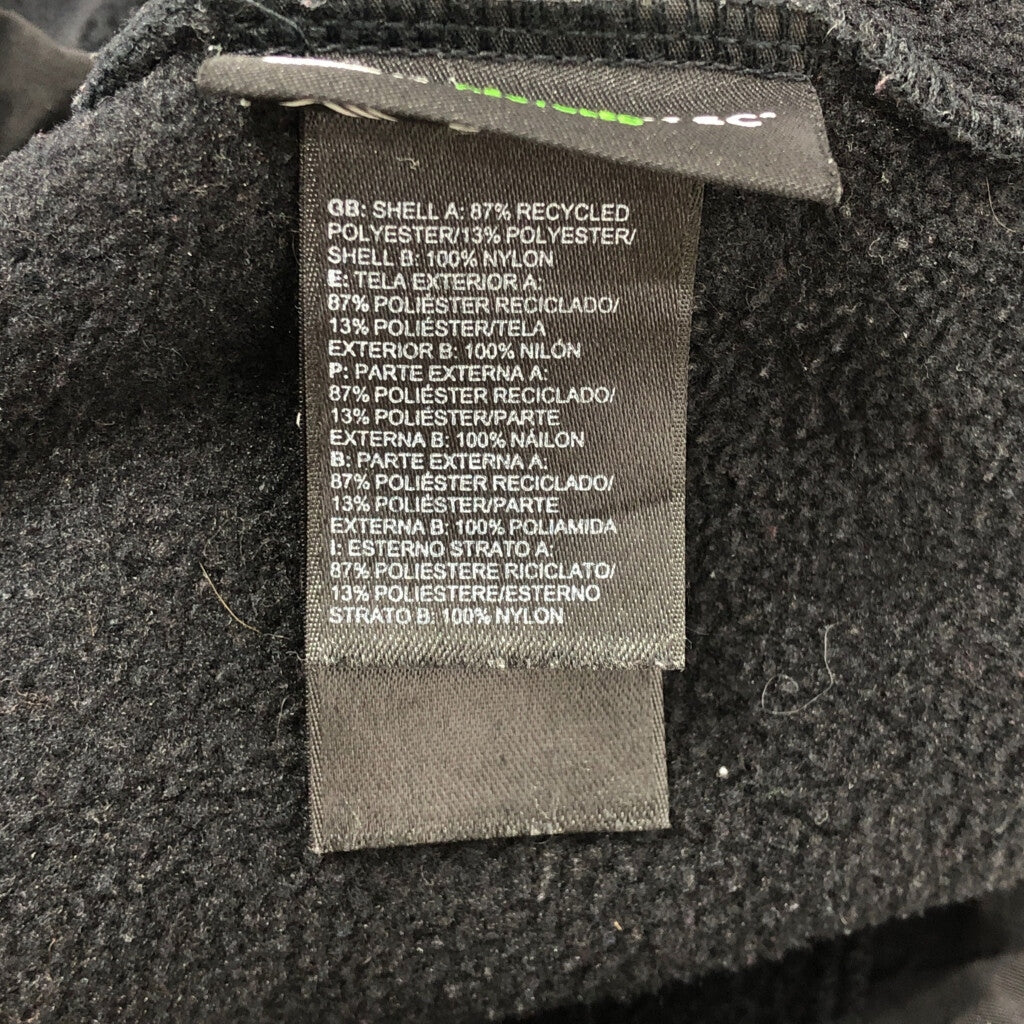 GB: SHELL A: 87% RECYCLED
POLYESTER/13% POLYESTER/
SHELL B: 100% NYLON
E: TELA EXTERIOR A:
87% POLIÉSTER RECICLADO/
13% POLIÉSTER/TELA
EXTERIOR B: 100% NILÓN
P: PARTE EXTERNA A:
87% POLIÉSTER RECICLADO/
13% POLIÉSTER/PARTE
EXTERNA B: 100% NÁILON
B: PARTE EXTERNA A:
87% POLIÉSTER RECICLADO/
13% POLIÉSTER/PARTE
EXTERNA B: 100% POLIAMIDA
I: ESTERNO STRATO A:
87% POLIESTERE RICICLATO/
13% POLIESTERE/ESTERNO
STRATO B: 100% NYLON